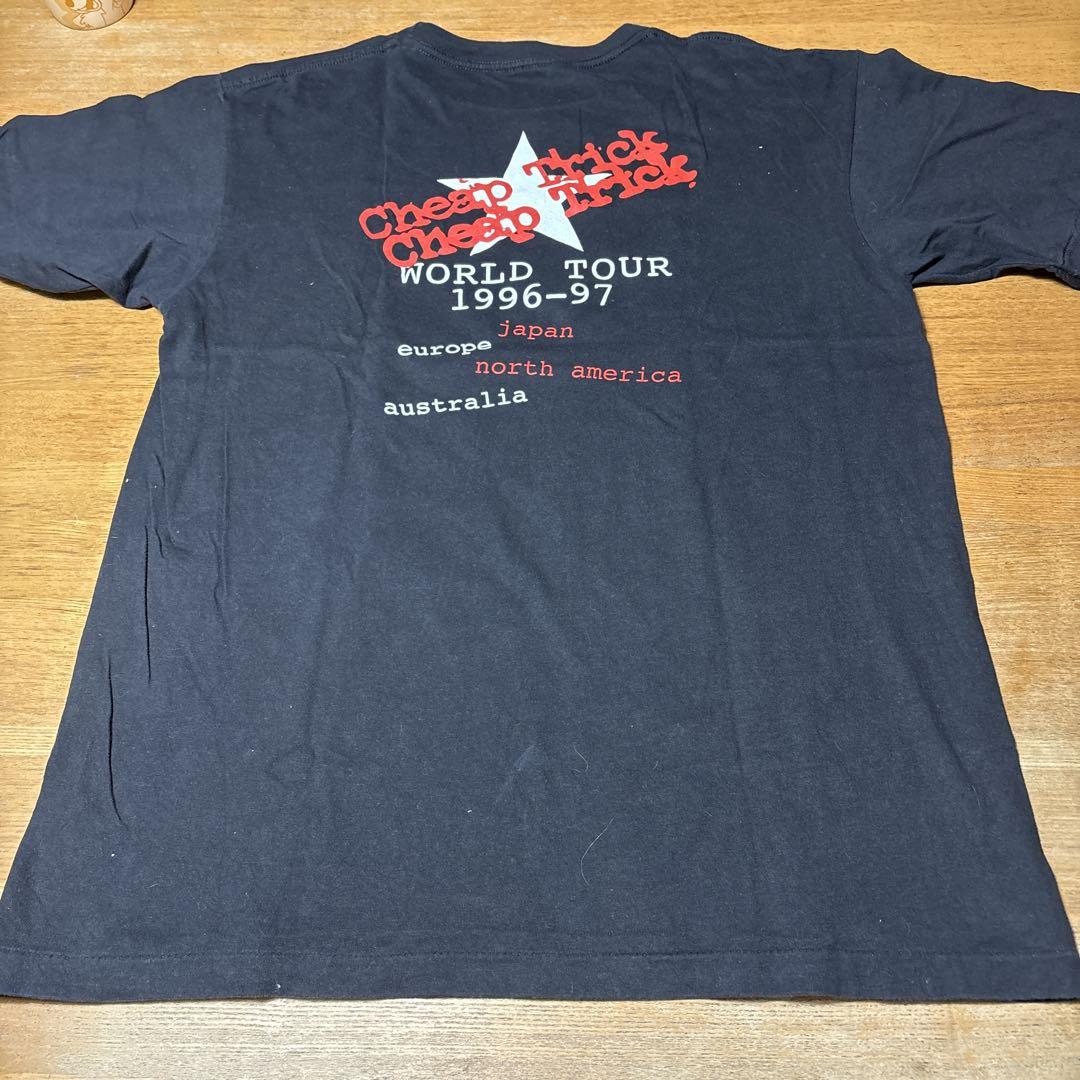 Cheap Trick
Cheap Trick
WORLD TOUR
1996-97
japan
europe
north america
australia